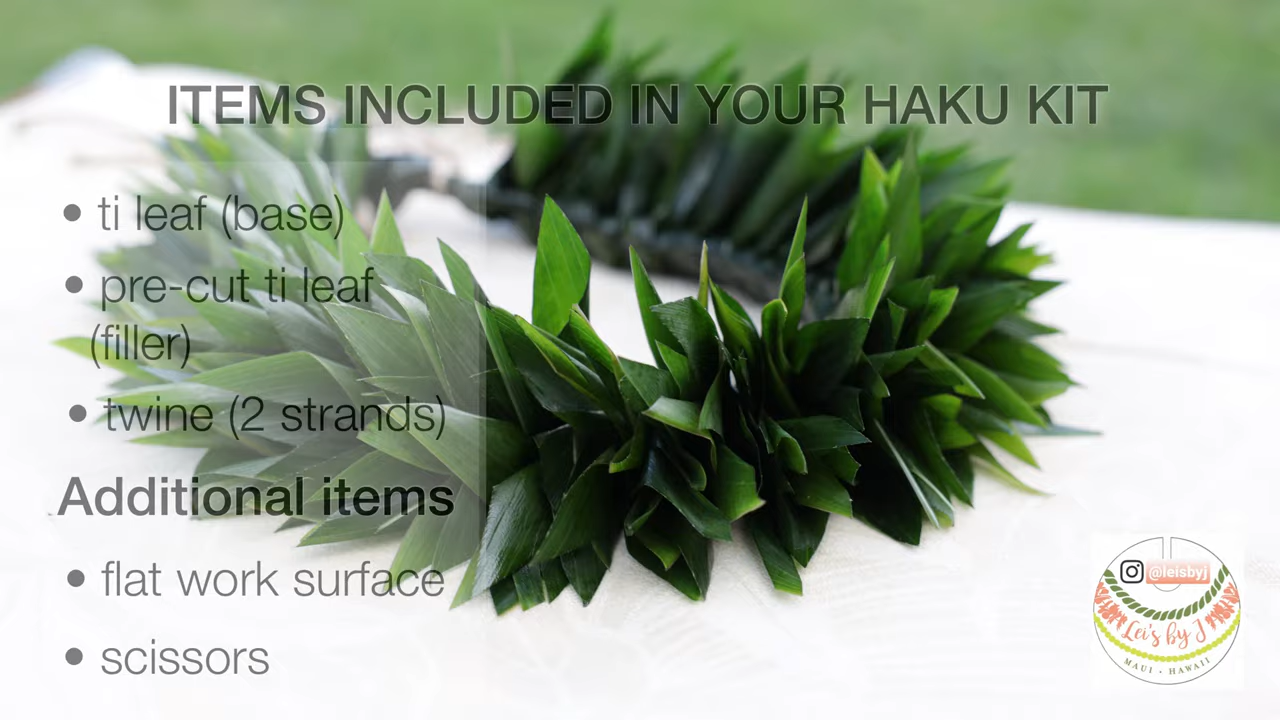 ITEMS INCLUDED IN YOUR HAKU KIT
• ti leaf (base)
• pre-cut ti leaf
(filler)
• twine (2 strands)
Additional items
• flat work surface
• scissors
@leisbyj
Lei's by J
MAUI • HAWAII